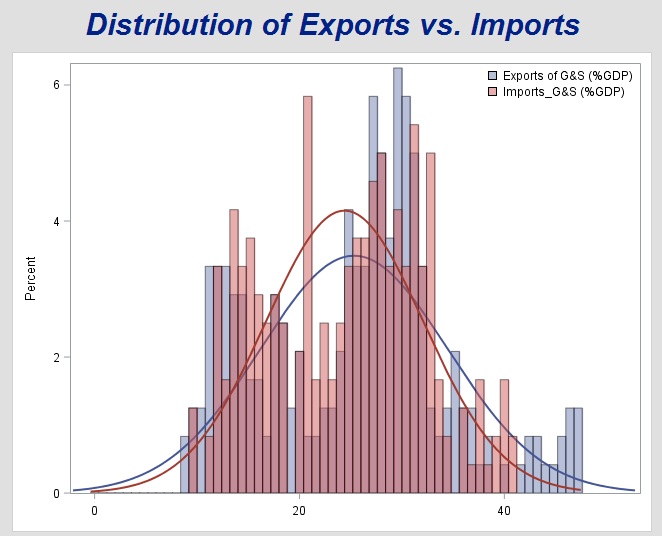 Distribution of Exports vs. Imports
Exports of G&S (%GDP)
Imports_G&S (%GDP)
6
4
2
0
Percent
0 20 40